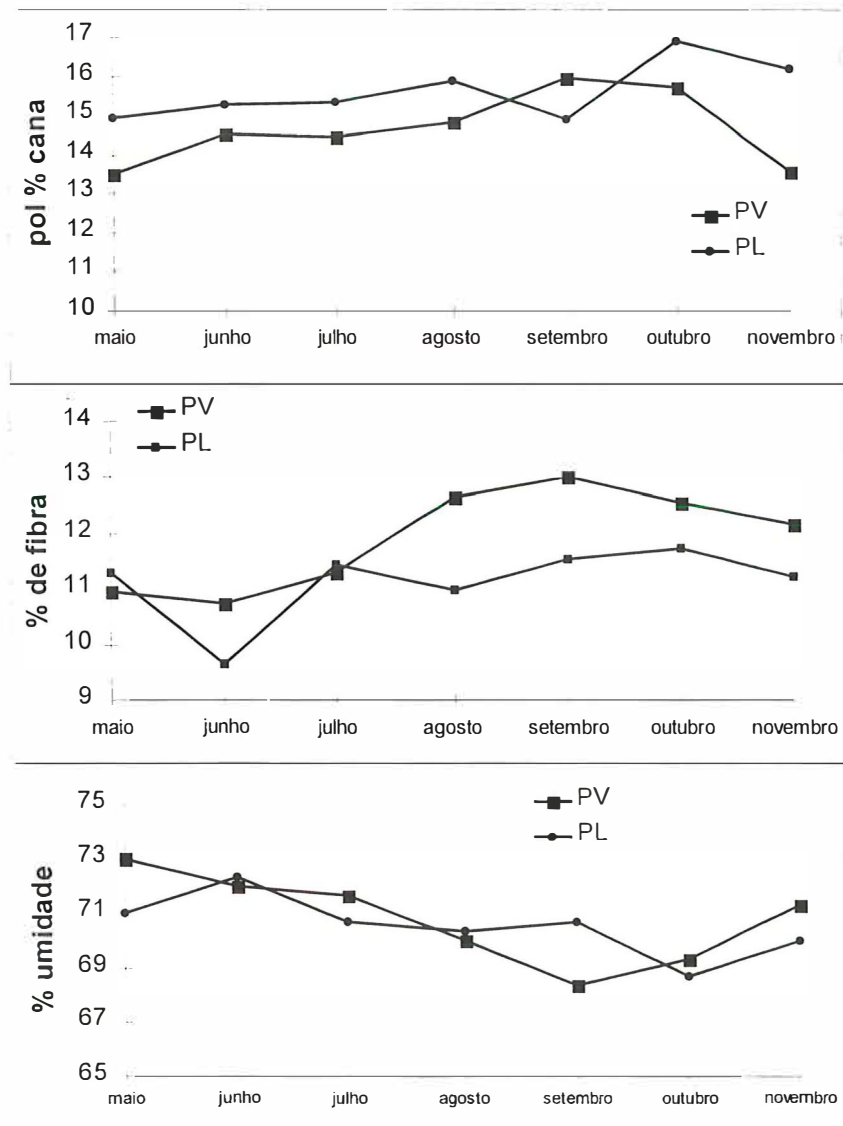 pol % cana
17
16
15
14
13
12
11
10
PV
PL
maio junho julho agosto setembro outubro novembro
% de fibra
14
13
12
11
10
9
PV
PL
maio junho julho agosto setembro outubro novembro
% umidade
75
73
71
69
67
65
PV
PL
maio junho julho agosto setembro outubro novembro